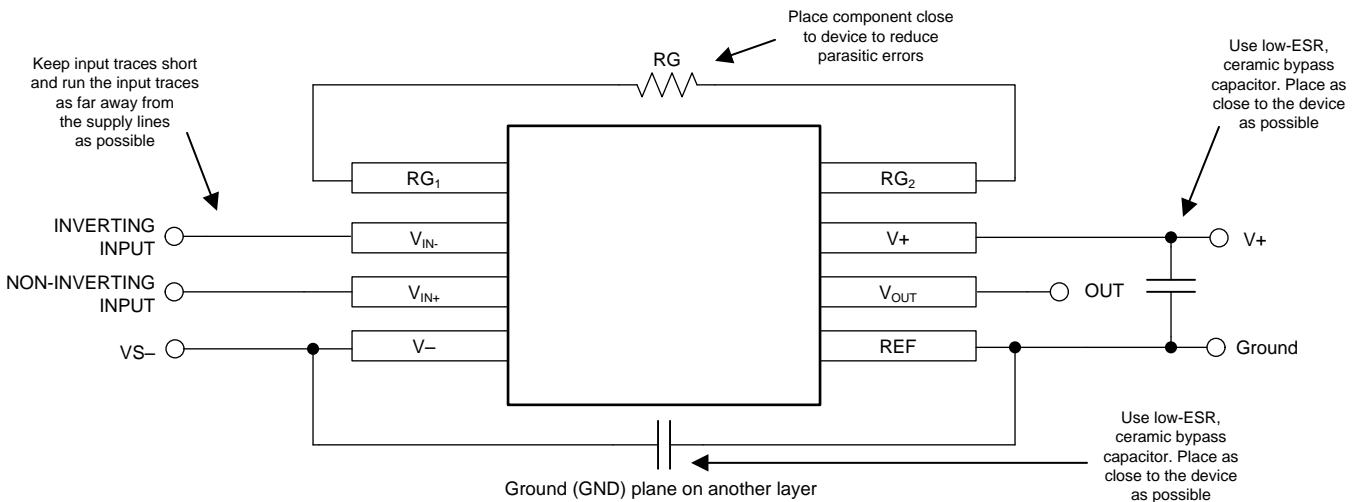 Place component close
to device to reduce
parasitic errors
Use low-ESR,
ceramic bypass
capacitor. Place as
close to the device
as possible
Keep input traces short
and run the input traces
as far away from
the supply lines
as possible
RG
RG1
RG2
INVERTING
INPUT
VIN-
V+
V+
NON-INVERTING
INPUT
VIN+
VOUT
OUT
VS–
V–
REF
Ground
Use low-ESR,
ceramic bypass
capacitor. Place as
close to the device
as possible
Ground (GND) plane on another layer